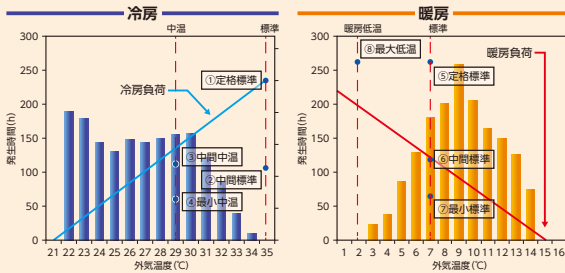 冷房
中温
標準
発生時間(h)
300
250
200
150
100
50
0
①定格標準
冷房負荷
③中間中温
②中間標準
④最小中温
21 22 23 24 25 26 27 28 29 30 31 32 33 34 35
外気温度(℃)
暖房
暖房低温
標準
発生時間(h)
300
250
200
150
100
50
0
⑧最大低温
暖房負荷
⑤定格標準
⑥中間標準
⑦最小標準
1 2 3 4 5 6 7 8 9 10 11 12 13 14 15 16
外気温度(℃)